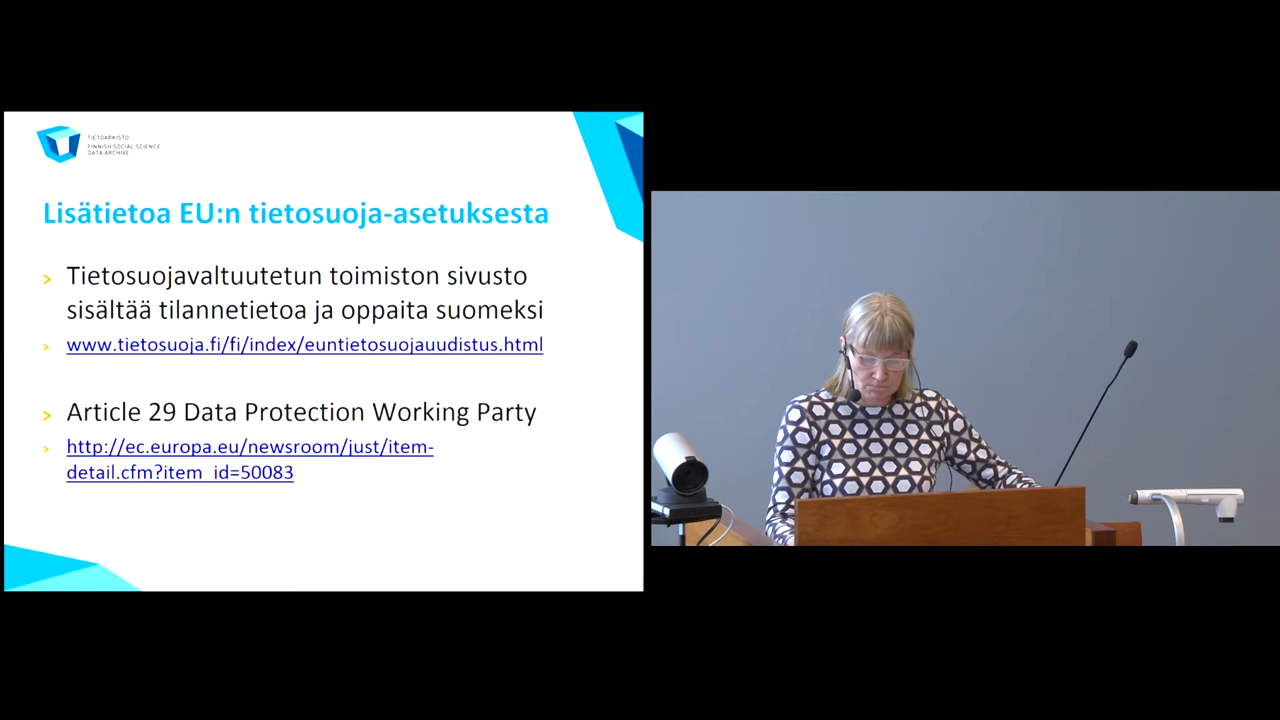 TIETOARKISTO
FINNISH SOCIAL SCIENCE
DATA ARCHIVE
Lisätietoa EU:n tietosuoja-asetuksesta
> Tietosuojavaltuutetun toimiston sivusto
sisältää tilannetietoa ja oppaita suomeksi
> www.tietosuoja.fi/fi/index/euntietosuojauudistus.html
> Article 29 Data Protection Working Party
> http://ec.europa.eu/newsroom/just/item-
detail.cfm?item_id=50083